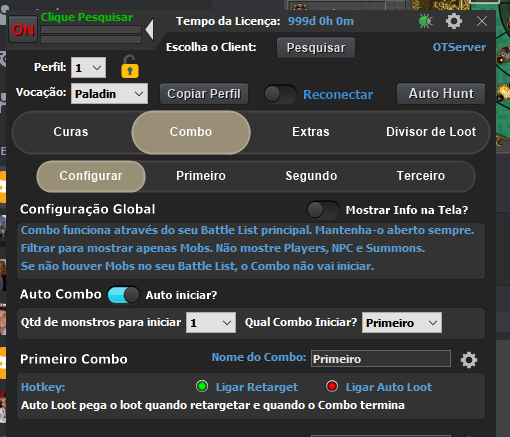 ON
Clique Pesquisar
Tempo da Licença: 999d 0h 0m
Escolha o Client: Pesquisar OTServer
Perfil: 1
Vocação: Paladin Copiar Perfil Reconectar Auto Hunt
Curas Combo Extras Divisor de Loot
Configurar Primeiro Segundo Terceiro
Configuração Global Mostrar Info na Tela?
Combo funciona através do seu Battle List principal. Mantenha-o aberto sempre.
Filtrar para mostrar apenas Mobs. Não mostre Players, NPC e Summons.
Se não houver Mobs no seu Battle List, o Combo não vai iniciar.
Auto Combo Auto iniciar?
Qtd de monstros para iniciar 1 Qual Combo Iniciar? Primeiro
Primeiro Combo Nome do Combo: Primeiro
Hotkey: Ligar Retarget Ligar Auto Loot
Auto Loot pega o loot quando retargetar e quando o Combo termina